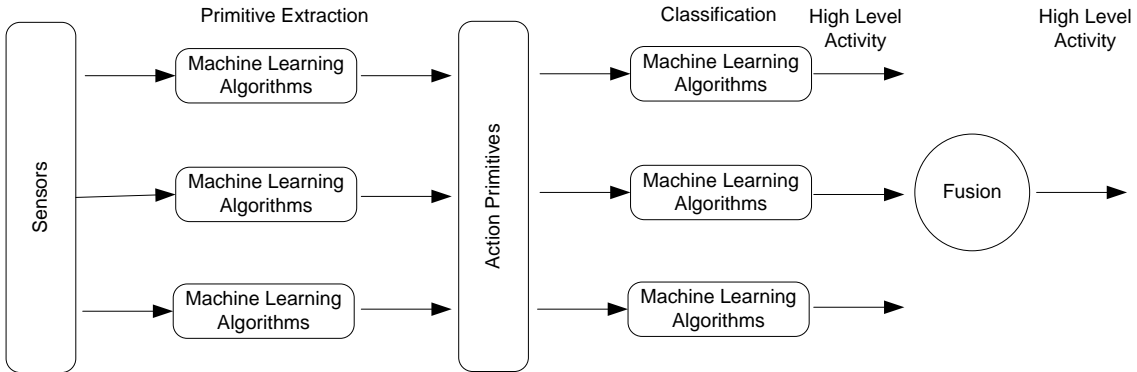 Primitive Extraction
Classification
High Level
Activity
High Level
Activity
Sensors
Machine Learning
Algorithms
Machine Learning
Algorithms
Machine Learning
Algorithms
Action Primitives
Machine Learning
Algorithms
Machine Learning
Algorithms
Machine Learning
Algorithms
Fusion